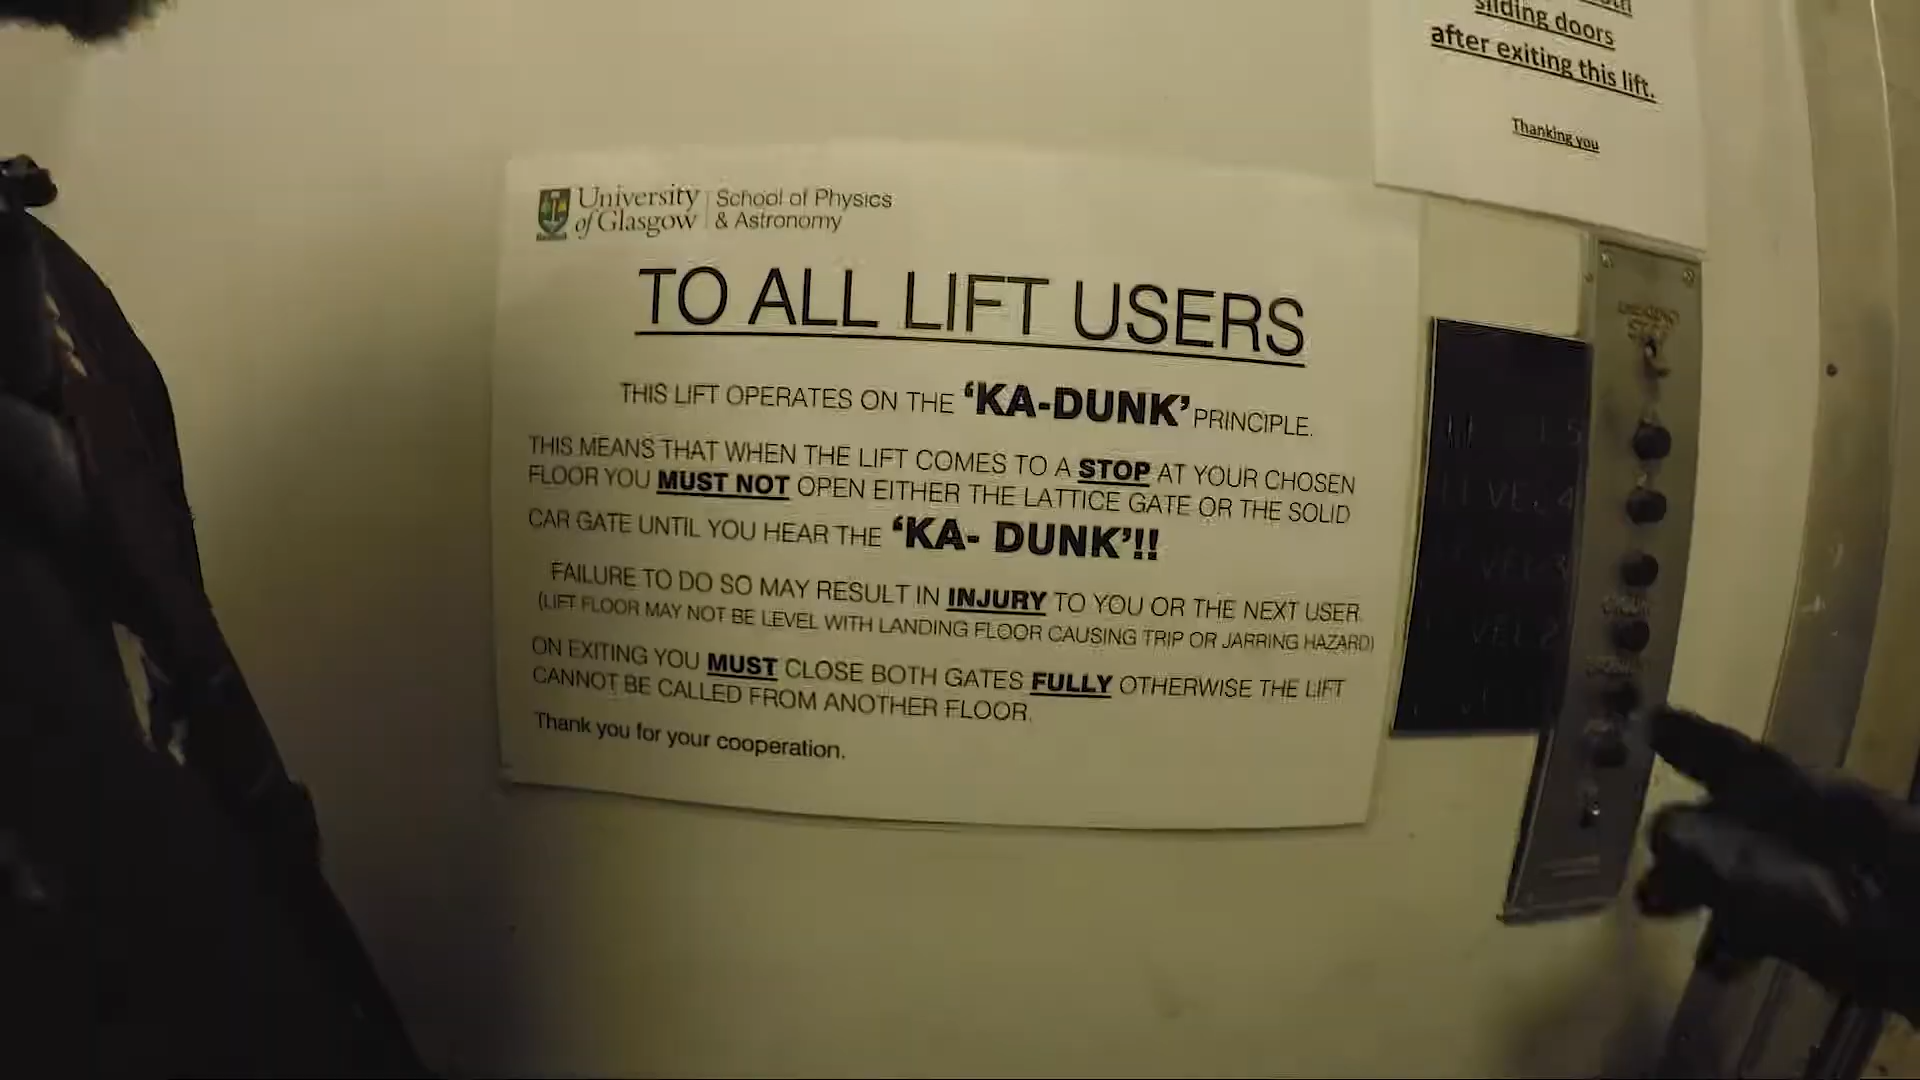 sliding doors
after exiting this lift.
Thanking you
University of Glasgow
School of Physics
& Astronomy
TO ALL LIFT USERS
THIS LIFT OPERATES ON THE ‘KA-DUNK’ PRINCIPLE.
THIS MEANS THAT WHEN THE LIFT COMES TO A STOP AT YOUR CHOSEN
FLOOR YOU MUST NOT OPEN EITHER THE LATTICE GATE OR THE SOLID
CAR GATE UNTIL YOU HEAR THE ‘KA- DUNK’!!
FAILURE TO DO SO MAY RESULT IN INJURY TO YOU OR THE NEXT USER
(LIFT FLOOR MAY NOT BE LEVEL WITH LANDING FLOOR CAUSING TRIP OR JARRING HAZARD)
ON EXITING YOU MUST CLOSE BOTH GATES FULLY OTHERWISE THE LIFT
CANNOT BE CALLED FROM ANOTHER FLOOR.
Thank you for your cooperation.